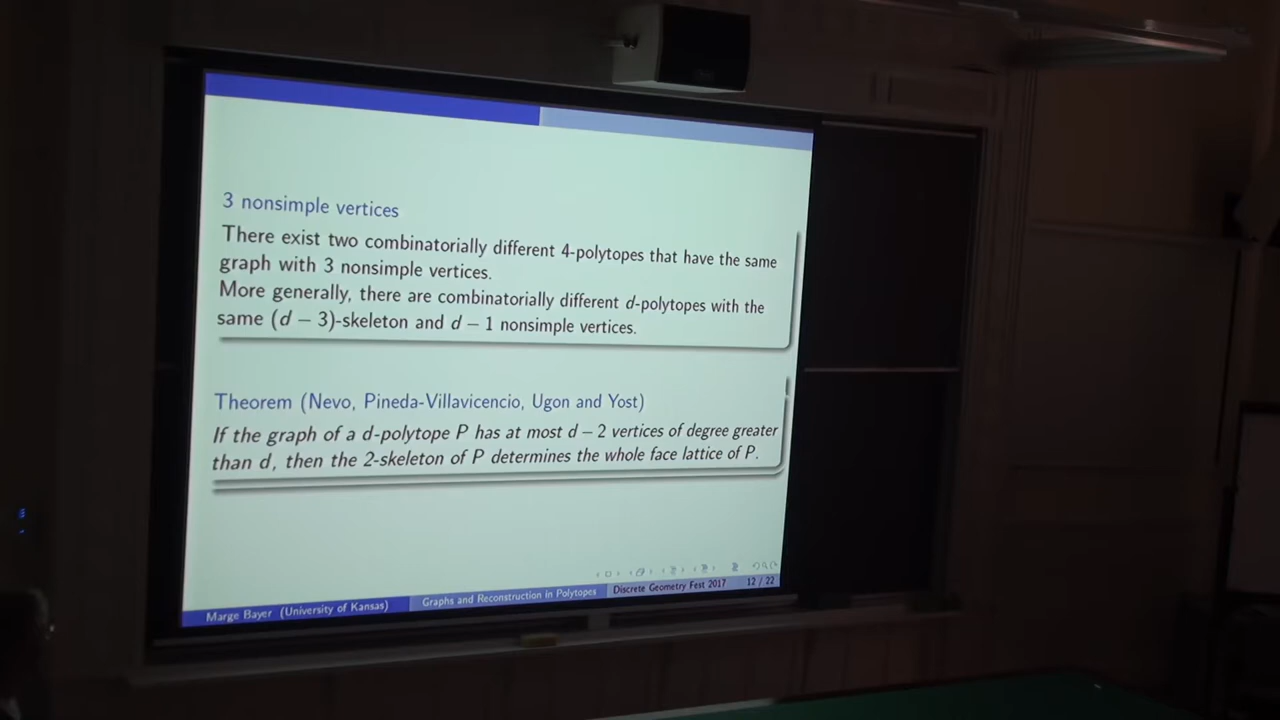 3 nonsimple vertices
There exist two combinatorially different 4-polytopes that have the same
graph with 3 nonsimple vertices.
More generally, there are combinatorially different d-polytopes with the
same (d − 3)-skeleton and d − 1 nonsimple vertices.
Theorem (Nevo, Pineda-Villavicencio, Ugon and Yost)
If the graph of a d-polytope P has at most d − 2 vertices of degree greater
than d, then the 2-skeleton of P determines the whole face lattice of P.
Marge Bayer (University of Kansas) Graphs and Reconstruction in Polytopes Discrete Geometry Fest 2017 12 / 22